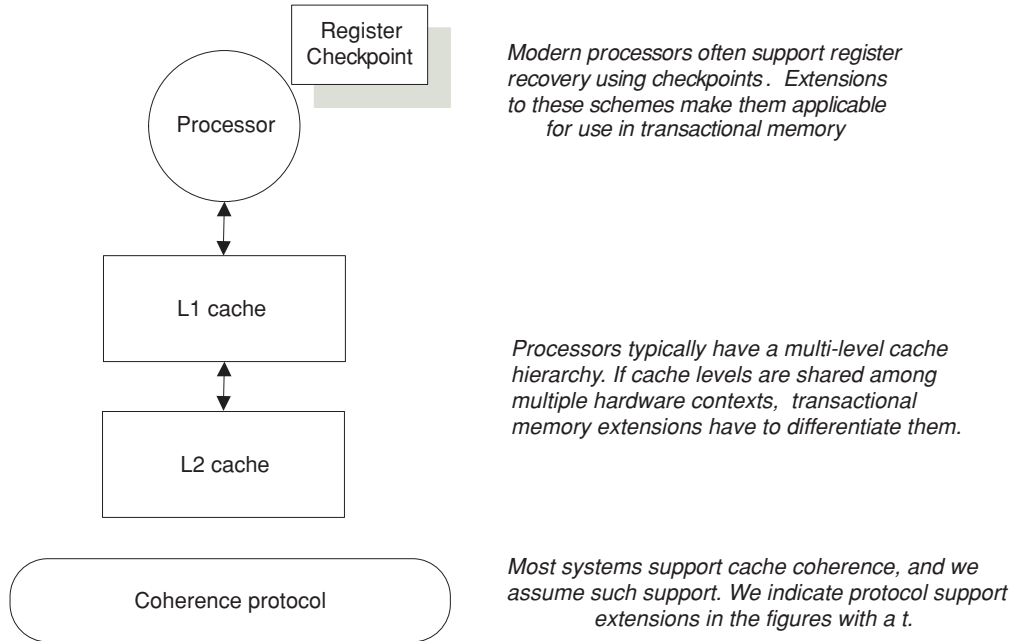 Register
Checkpoint
Processor
Modern processors often support register
recovery using checkpoints. Extensions
to these schemes make them applicable
for use in transactional memory
L1 cache
Processors typically have a multi-level cache
hierarchy. If cache levels are shared among
multiple hardware contexts, transactional
memory extensions have to differentiate them.
L2 cache
Coherence protocol
Most systems support cache coherence, and we
assume such support. We indicate protocol support
extensions in the figures with a t.